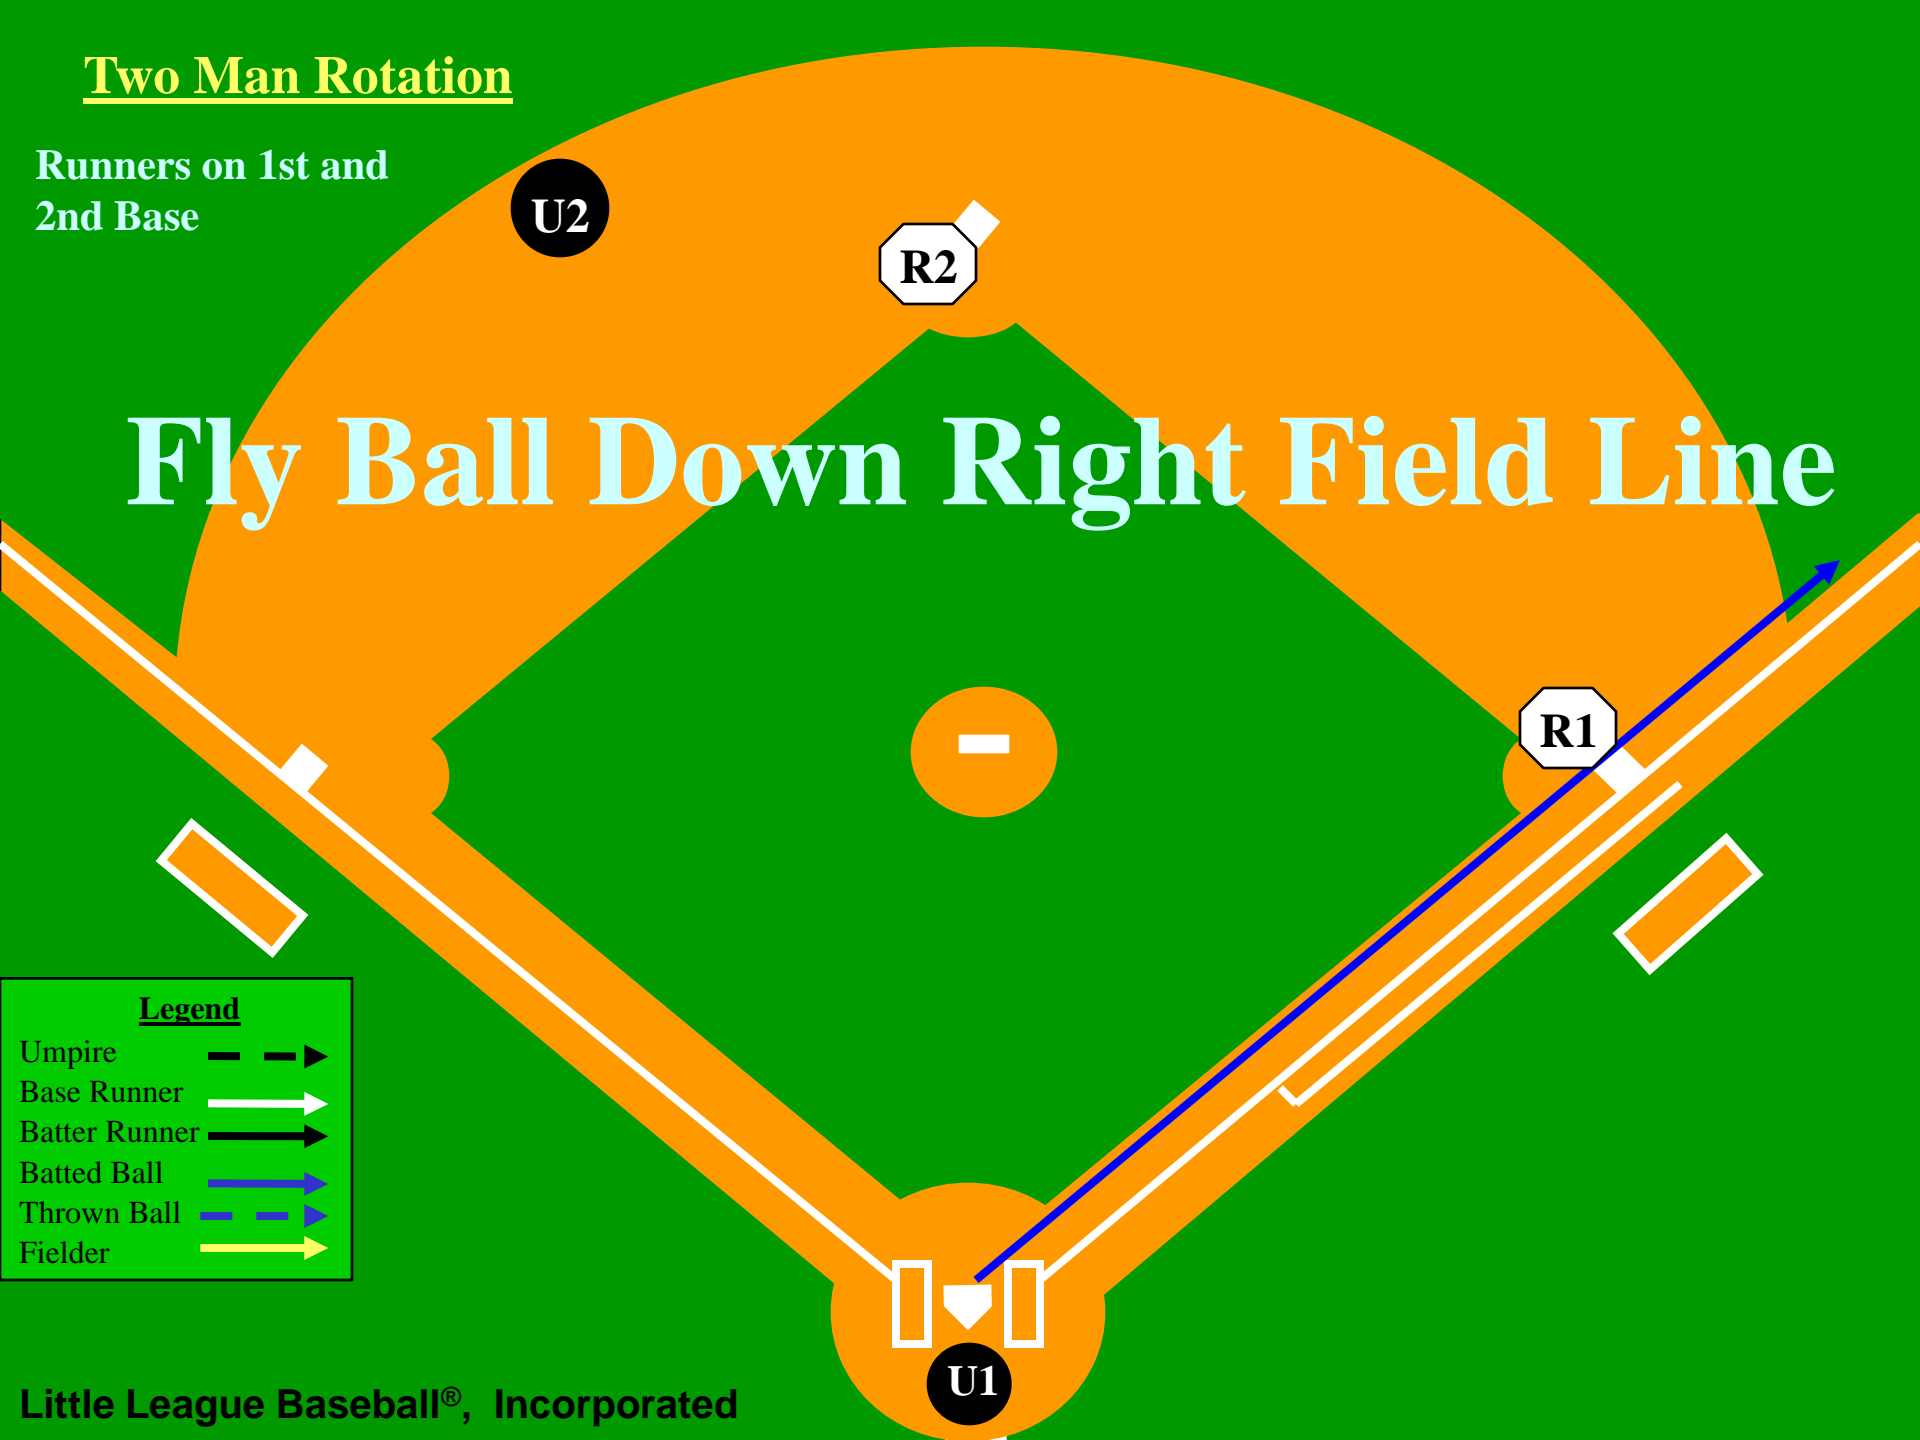 Two Man Rotation
Runners on 1st and
2nd Base
U2
R2
Fly Ball Down Right Field Line
R1
Legend
Umpire
Base Runner
Batter Runner
Batted Ball
Thrown Ball
Fielder
U1
Little League Baseball®, Incorporated